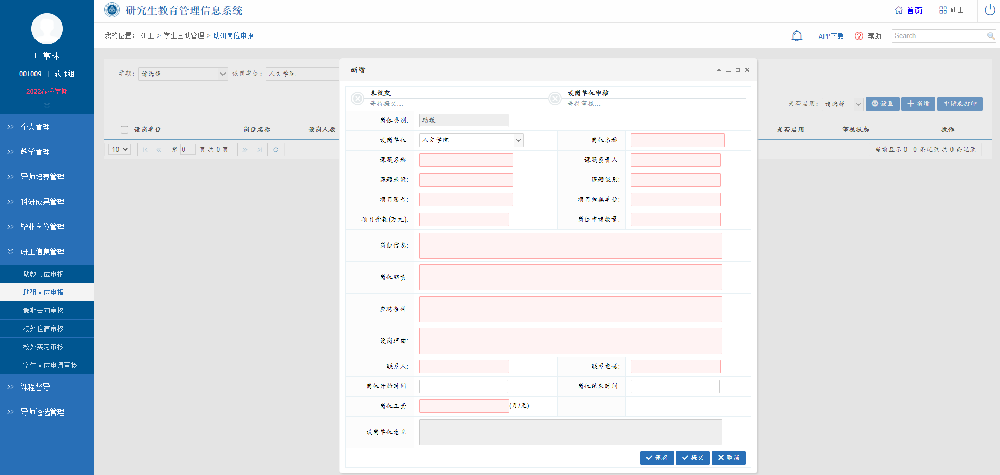 研究生教育管理信息系统
首页
研工
叶常林
001009 | 教师组
2022春季学期
我的位置： 研工 > 学生三助管理 > 助研岗位申报
APP下载
帮助
Search...
个人管理
教学管理
导师培养管理
科研成果管理
毕业学位管理
研工信息管理
助教岗位申报
助研岗位申报
假期去向审核
校外住宿审核
校外实习审核
学生岗位申请审核
课程督导
导师遴选管理
学期: 请选择 设岗单位: 人文学院
是否启用: 请选择 设置 新增 申请表打印
设岗单位 岗位名称 设岗人数 是否启用 审核状态 操作
10 第 0 页 共 0 页
当前显示 0 - 0 条记录 共 0 条记录
新增
未提交
等待提交...
设岗单位审核
等待审核...
岗位类别: 助教
设岗单位: 人文学院 岗位名称:
课题名称: 课题负责人:
课题来源: 课题级别:
项目账号: 项目归属单位:
项目余额(万元): 岗位申请数量:
岗位信息:
岗位职责:
应聘条件:
设岗理由:
联系人: 联系电话:
岗位开始时间: 岗位结束时间:
岗位工资: (月/元)
设岗单位意见:
保存 提交 取消